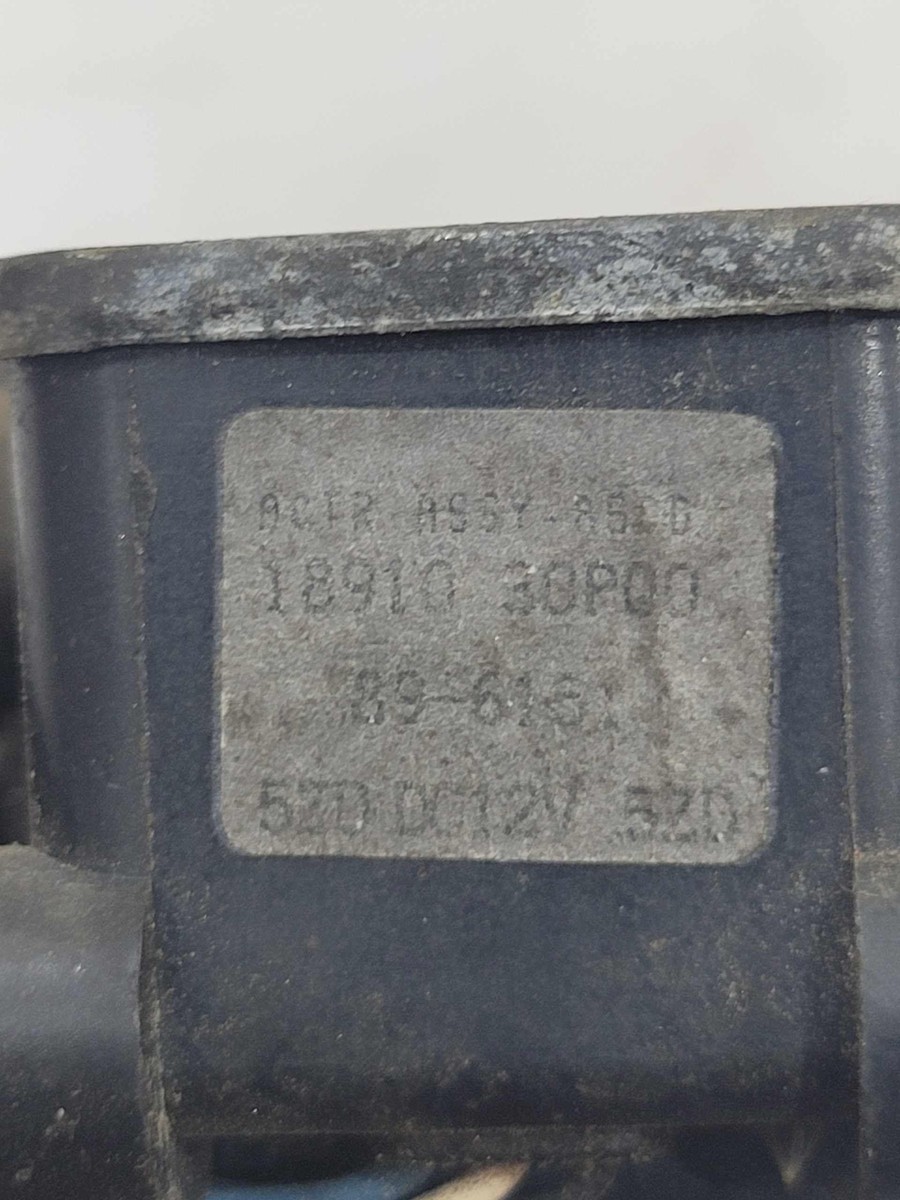 ACTR ASSY-ASCD
18910 30P00
5ZD DC12V 5ZD